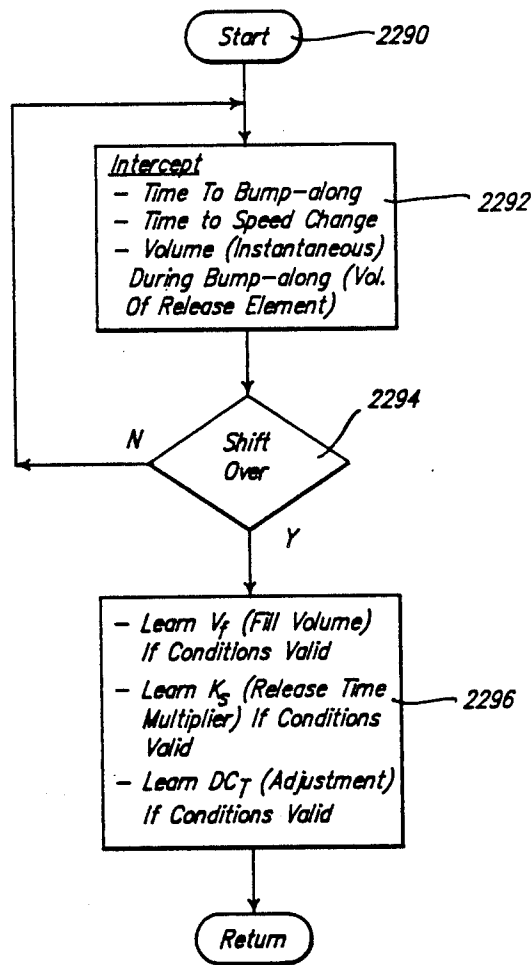 Start
2290
Intercept
- Time To Bump-along
- Time to Speed Change
- Volume (Instantaneous)
During Bump-along (Vol.
Of Release Element)
2292
2294
N
Shift
Over
Y
- Learn Vf (Fill Volume)
If Conditions Valid
- Learn Ks (Release Time
Multiplier) If Conditions
Valid
- Learn DCT (Adjustment)
If Conditions Valid
2296
Return